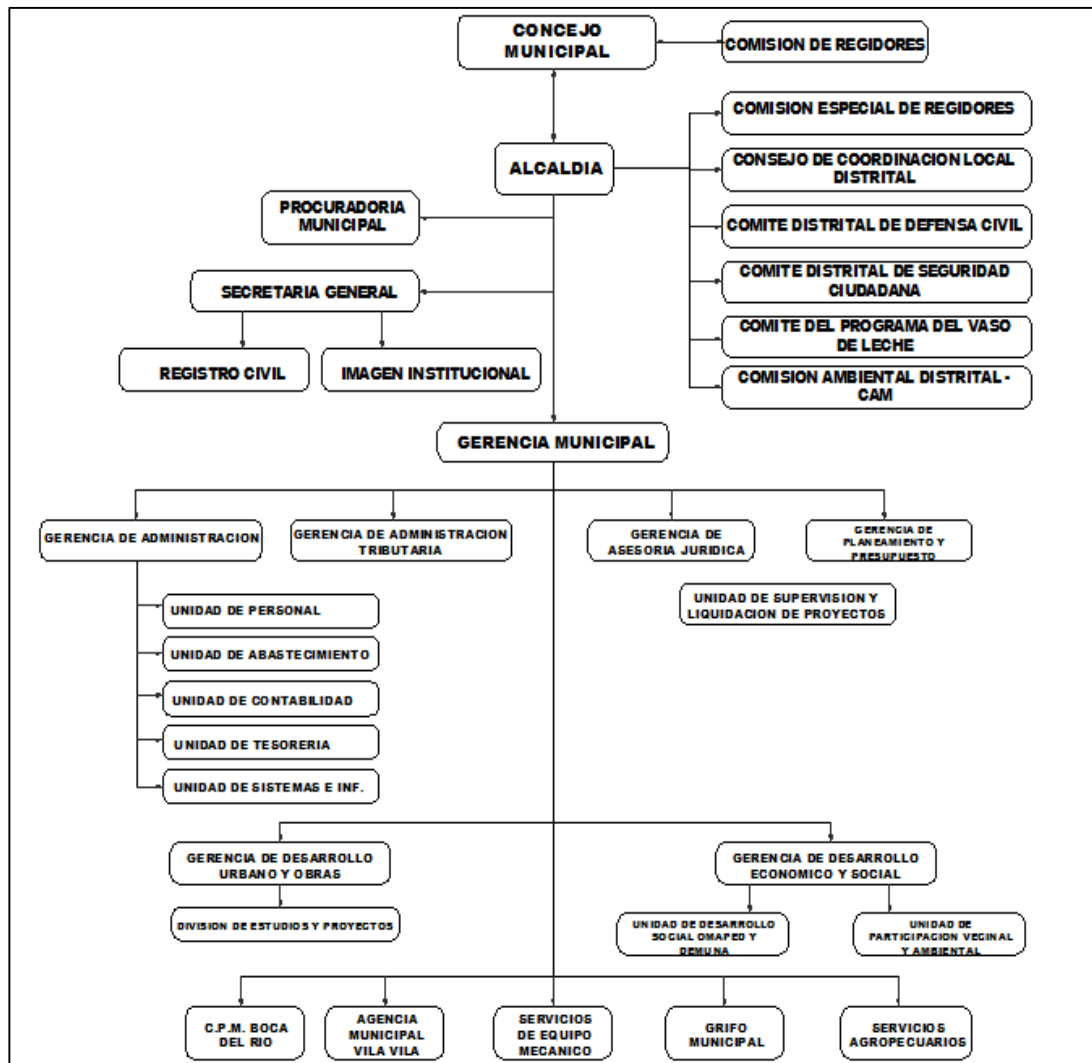 CONCEJO
MUNICIPAL
COMISION DE REGIDORES
COMISION ESPECIAL DE REGIDORES
ALCALDIA
CONSEJO DE COORDINACION LOCAL
DISTRITAL
PROCURADORIA
MUNICIPAL
COMITE DISTRITAL DE DEFENSA CIVIL
SECRETARIA GENERAL
COMITE DISTRITAL DE SEGURIDAD
CIUDADANA
REGISTRO CIVIL
IMAGEN INSTITUCIONAL
COMITE DEL PROGRAMA DEL VASO
DE LECHE
COMISION AMBIENTAL DISTRITAL -
CAM
GERENCIA MUNICIPAL
GERENCIA DE ADMINISTRACION
GERENCIA DE ADMINISTRACION
TRIBUTARIA
GERENCIA DE
ASESORIA JURIDICA
GERENCIA DE
PLANEAMIENTO Y
PRESUPUESTO
UNIDAD DE SUPERVISION Y
LIQUIDACION DE PROYECTOS
UNIDAD DE PERSONAL
UNIDAD DE ABASTECIMIENTO
UNIDAD DE CONTABILIDAD
UNIDAD DE TESORERIA
UNIDAD DE SISTEMAS E INF.
GERENCIA DE DESARROLLO
URBANO Y OBRAS
GERENCIA DE DESARROLLO
ECONOMICO Y SOCIAL
DIVISION DE ESTUDIOS Y PROYECTOS
UNIDAD DE DESARROLLO
SOCIAL OMAPED Y
DEMUNA
UNIDAD DE
PARTICIPACION VECINAL
Y AMBIENTAL
C.P.M. BOCA
DEL RIO
AGENCIA
MUNICIPAL
VILA VILA
SERVICIOS
DE EQUIPO
MECANICO
GRIFO
MUNICIPAL
SERVICIOS
AGROPECUARIOS